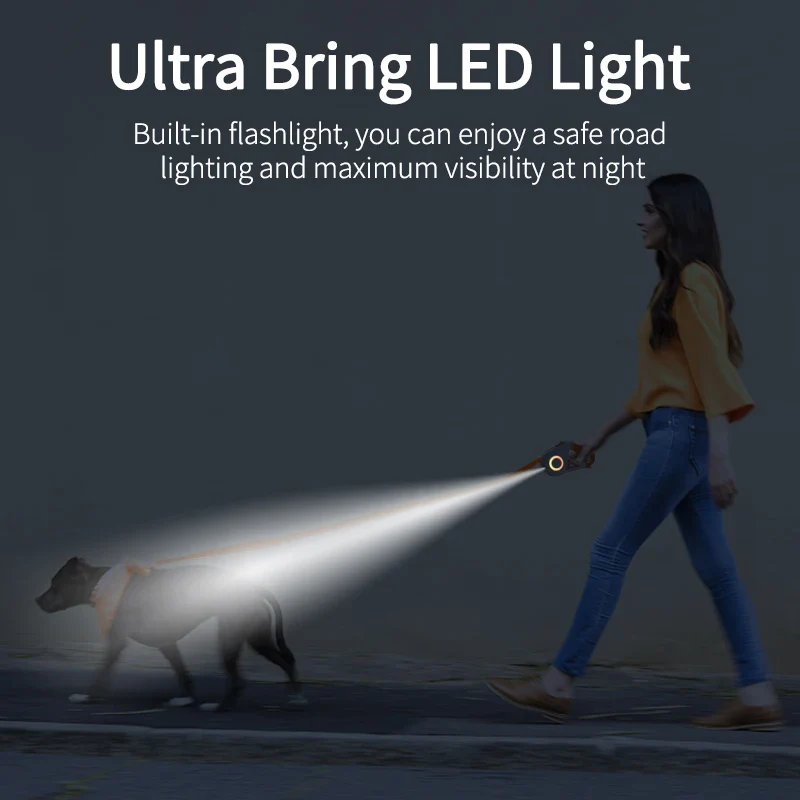 Ultra Bring LED Light
Built-in flashlight, you can enjoy a safe road
lighting and maximum visibility at night